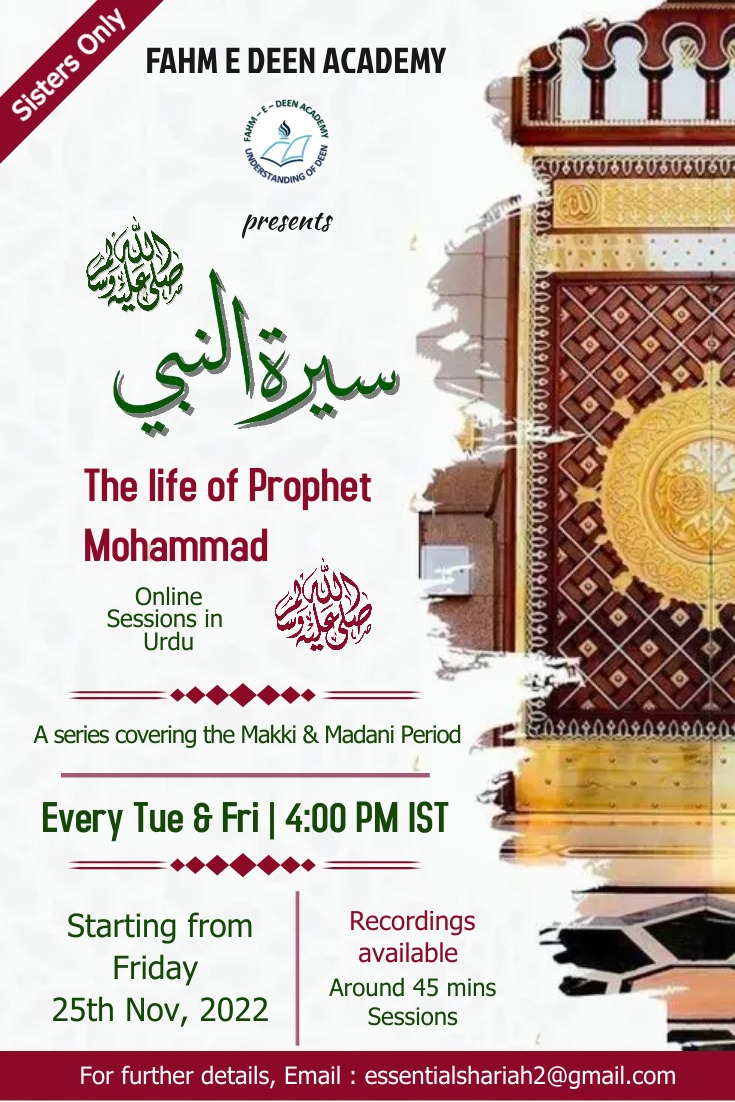 Sisters Only
FAHM E DEEN ACADEMY
FAHM – E – DEEN ACADEMY
UNDERSTANDING OF DEEN
presents
صلى الله عليه وسلم
سيرة النبي
The life of Prophet
Mohammad
صلى الله عليه وسلم
Online
Sessions in
Urdu
A series covering the Makki & Madani Period
Every Tue & Fri | 4:00 PM IST
Starting from
Friday
25th Nov, 2022
Recordings
available
Around 45 mins
Sessions
For further details, Email : essentialshariah2@gmail.com